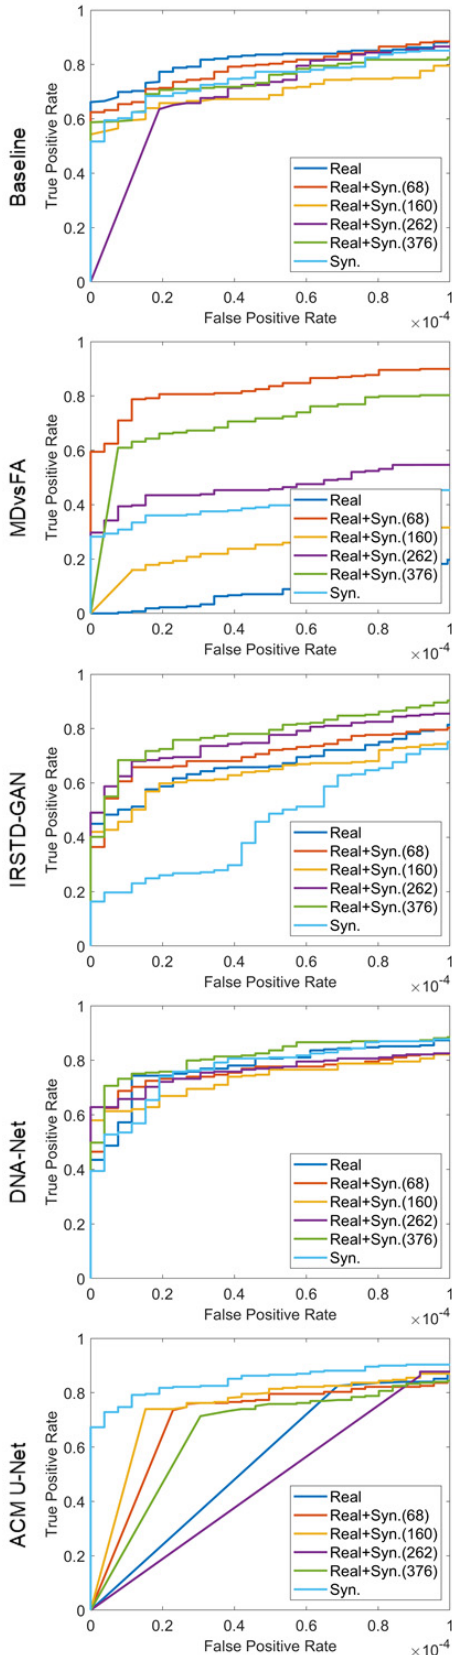 Baseline
True Positive Rate
1
0.8
0.6
0.4
0.2
0
Real
Real+Syn.(68)
Real+Syn.(160)
Real+Syn.(262)
Real+Syn.(376)
Syn.
0 0.2 0.4 0.6 0.8 1
False Positive Rate ×10⁻⁴
MDvsFA
True Positive Rate
1
0.8
0.6
0.4
0.2
0
Real
Real+Syn.(68)
Real+Syn.(160)
Real+Syn.(262)
Real+Syn.(376)
Syn.
0 0.2 0.4 0.6 0.8 1
False Positive Rate ×10⁻⁴
IRSTD-GAN
True Positive Rate
1
0.8
0.6
0.4
0.2
0
Real
Real+Syn.(68)
Real+Syn.(160)
Real+Syn.(262)
Real+Syn.(376)
Syn.
0 0.2 0.4 0.6 0.8 1
False Positive Rate ×10⁻⁴
DNA-Net
True Positive Rate
1
0.8
0.6
0.4
0.2
0
Real
Real+Syn.(68)
Real+Syn.(160)
Real+Syn.(262)
Real+Syn.(376)
Syn.
0 0.2 0.4 0.6 0.8 1
False Positive Rate ×10⁻⁴
ACM U-Net
True Positive Rate
1
0.8
0.6
0.4
0.2
0
Real
Real+Syn.(68)
Real+Syn.(160)
Real+Syn.(262)
Real+Syn.(376)
Syn.
0 0.2 0.4 0.6 0.8 1
False Positive Rate ×10⁻⁴